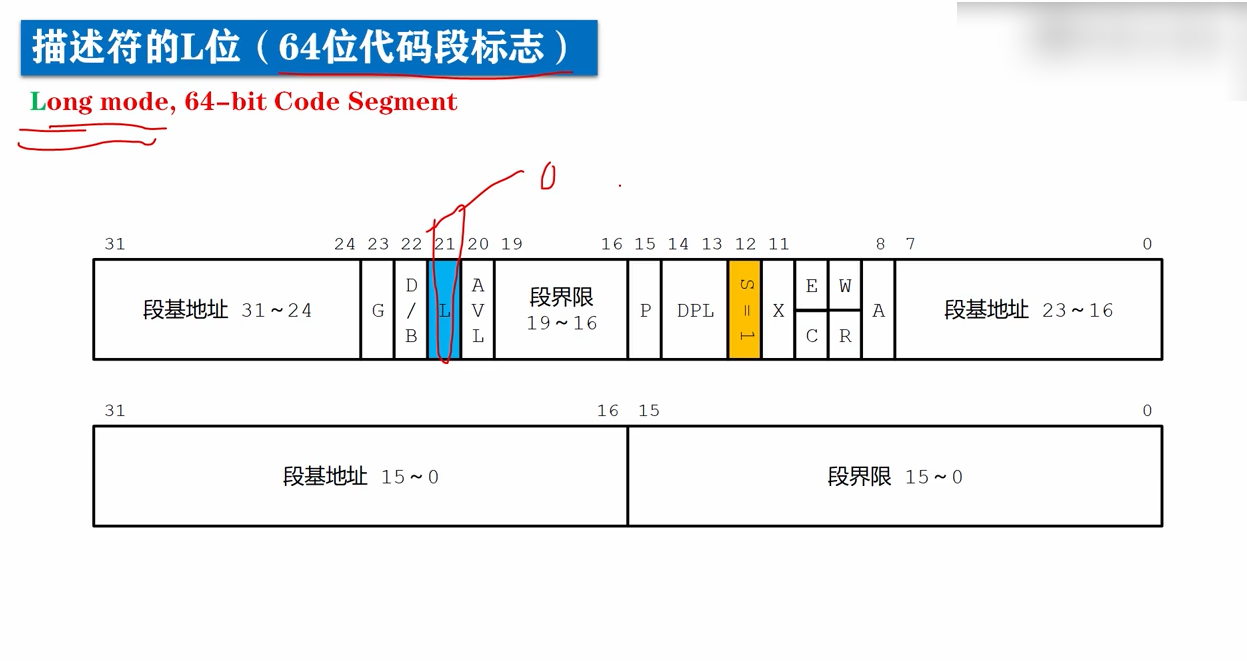 描述符的L位（64位代码段标志）
Long mode, 64-bit Code Segment
0
31 24 23 22 21 20 19 16 15 14 13 12 11 8 7 0
段基地址 31~24 G D/B L AVL 段界限 19~16 P DPL S=1 X E W C R A 段基地址 23~16
31 16 15 0
段基地址 15~0 段界限 15~0